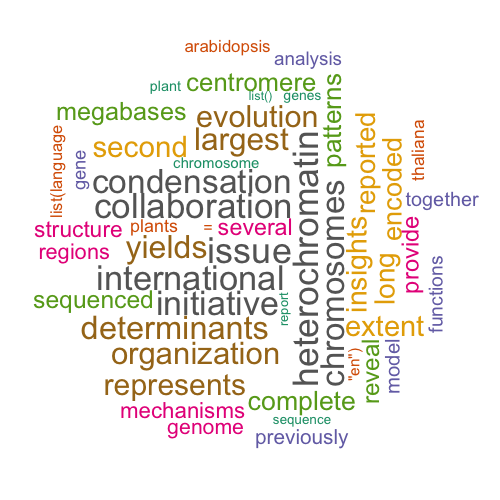 arabidopsis
analysis
plant
centromere
list()
genes
patterns
megabases
evolution
largest
reported
second
chromosome
heterochromatin
list(language
gene
thaliana
encoded
condensation
chromosomes
together
collaboration
structure
plants
=
several
insights
provide
regions
yields
issue
long
functions
international
sequenced
initiative
report
extent
determinants
"en")
reveal
model
organization
represents
complete
mechanisms
sequence
genome
previously